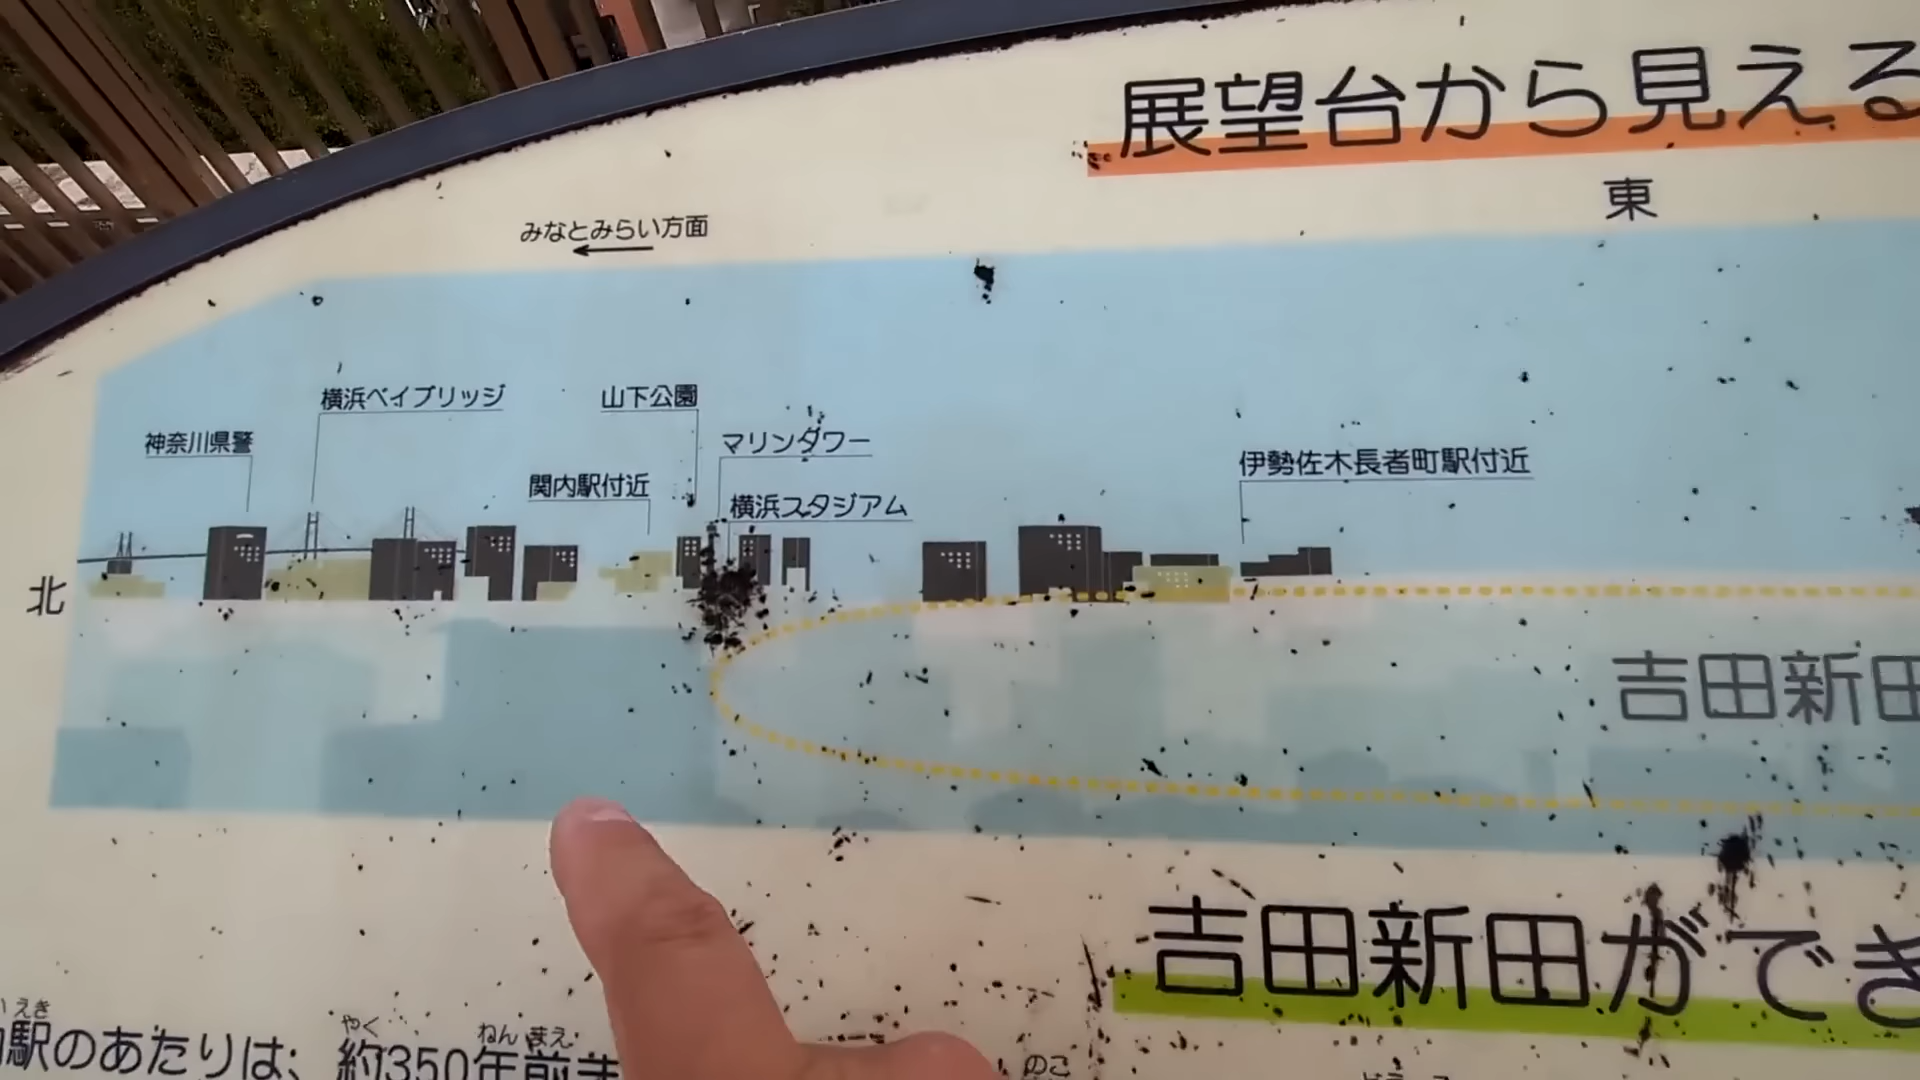 展望台から見える
東
みなとみらい方面
横浜ベイブリッジ
山下公園
神奈川県警
マリンタワー
伊勢佐木長者町駅付近
関内駅付近
横浜スタジアム
北
吉田新田
吉田新田ができ
えき
やく
ねん まえ
のこ
駅のあたりは、約350年前ま